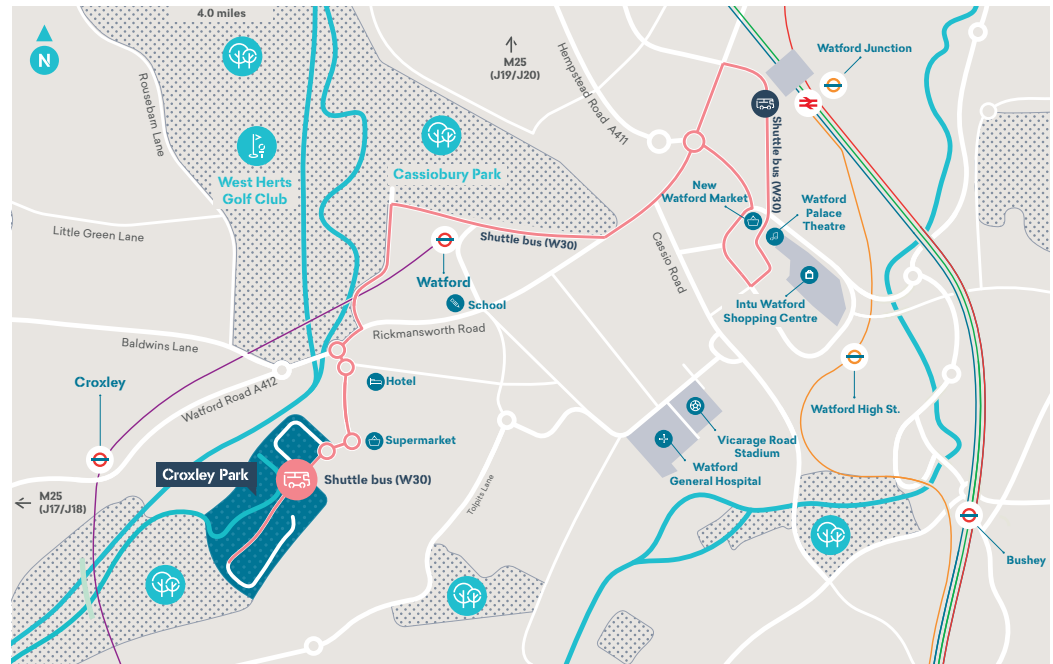 4.0 miles
N
M25
(J19/J20)
Hempstead Road A411
Watford Junction
Rousebarn Lane
West Herts
Golf Club
Cassiobury Park
Shuttle bus (W30)
New
Watford Market
Watford
Palace
Theatre
Little Green Lane
Shuttle bus (W30)
Cassio Road
Watford
School
Intu Watford
Shopping Centre
Rickmansworth Road
Baldwins Lane
Croxley
Watford Road A412
Hotel
Watford High St.
Supermarket
Vicarage Road
Stadium
Watford
General Hospital
Croxley Park
Shuttle bus (W30)
Tolpits Lane
M25
(J17/J18)
Bushey